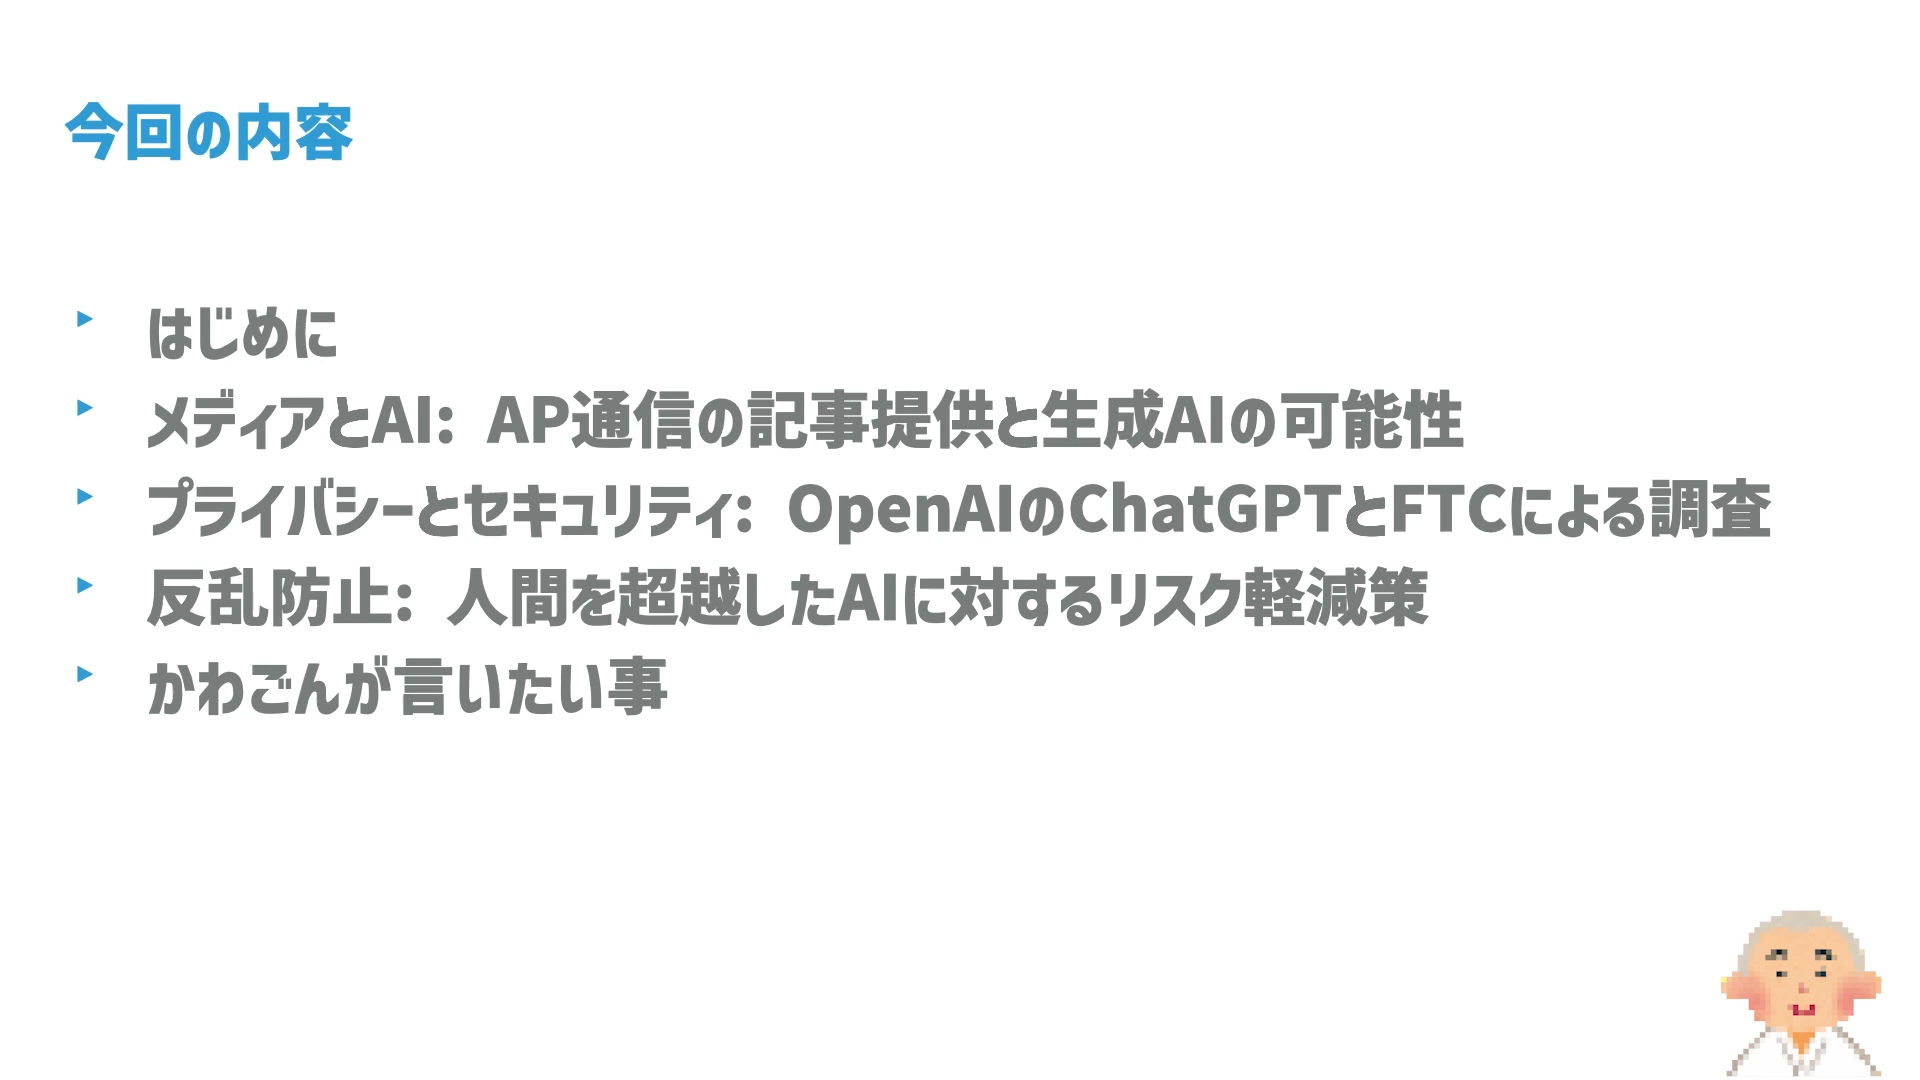 今回の内容
はじめに
メディアとAI: AP通信の記事提供と生成AIの可能性
プライバシーとセキュリティ: OpenAIのChatGPTとFTCによる調査
反乱防止: 人間を超越したAIに対するリスク軽減策
かわごんが言いたい事